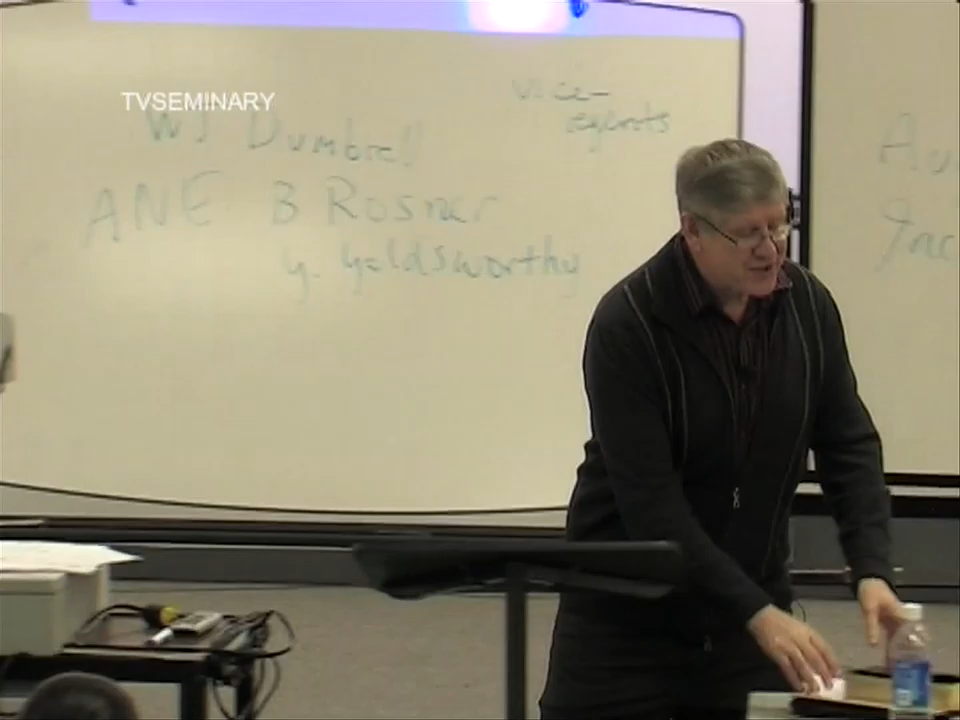 TVSEMINARY
vice-
regents
WJ Dumbrell
ANE B Rosner
G. Goldsworthy